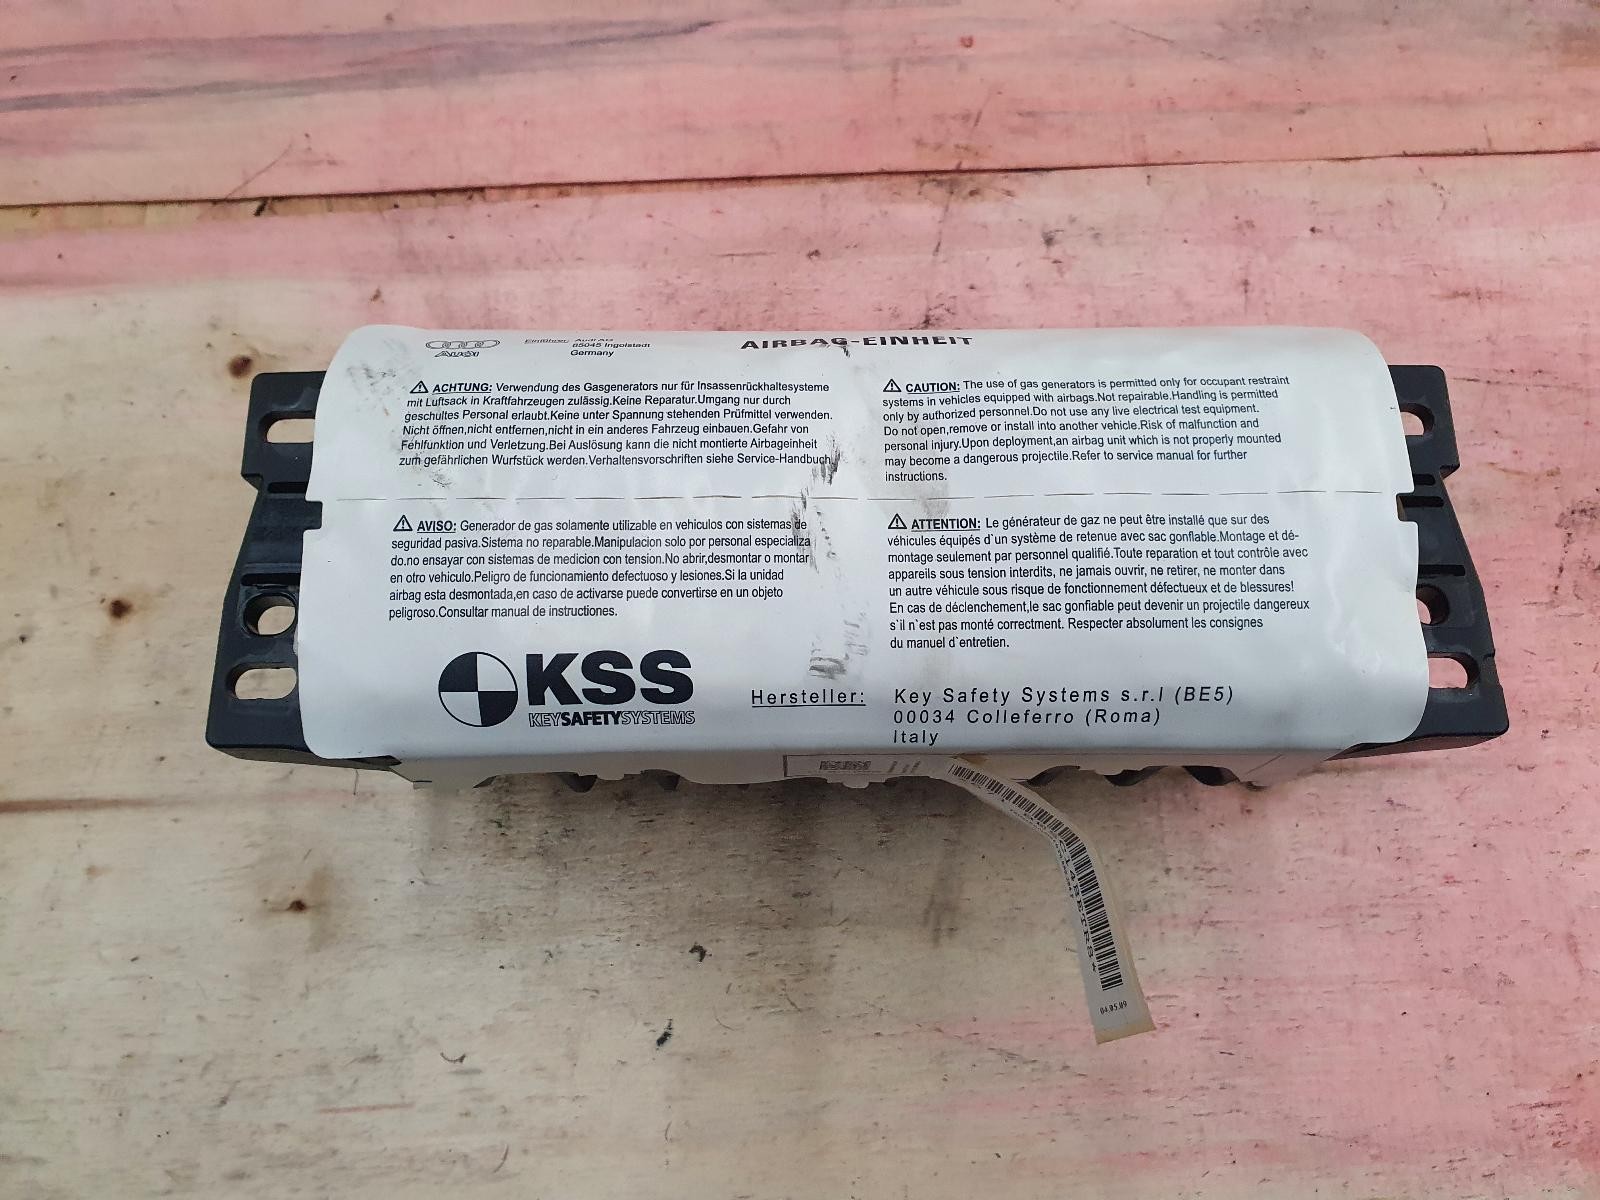 Audi
Einführer: Audi AG
85045 Ingolstadt
Germany
AIRBAG-EINHEIT
ACHTUNG: Verwendung des Gasgenerators nur für Insassenrückhaltesysteme
mit Luftsack in Kraftfahrzeugen zulässig.Keine Reparatur.Umgang nur durch
geschultes Personal erlaubt.Keine unter Spannung stehenden Prüfmittel verwenden.
Nicht öffnen,nicht entfernen,nicht in ein anderes Fahrzeug einbauen.Gefahr von
Fehlfunktion und Verletzung.Bei Auslösung kann die nicht montierte Airbageinheit
zum gefährlichen Wurfstück werden.Verhaltensvorschriften siehe Service-Handbuch.
CAUTION: The use of gas generators is permitted only for occupant restraint
systems in vehicles equipped with airbags.Not repairable.Handling is permitted
only by authorized personnel.Do not use any live electrical test equipment.
Do not open,remove or install into another vehicle.Risk of malfunction and
personal injury.Upon deployment,an airbag unit which is not properly mounted
may become a dangerous projectile.Refer to service manual for further
instructions.
AVISO: Generador de gas solamente utilizable en vehiculos con sistemas de
seguridad pasiva.Sistema no reparable.Manipulacion solo por personal especializa
do.no ensayar con sistemas de medicion con tension.No abrir,desmontar o montar
en otro vehiculo.Peligro de funcionamiento defectuoso y lesiones.Si la unidad
airbag esta desmontada,en caso de activarse puede convertirse en un objeto
peligroso.Consultar manual de instrucciones.
ATTENTION: Le générateur de gaz ne peut être installé que sur des
véhicules équipés d`un système de retenue avec sac gonflable.Montage et dé-
montage seulement par personnel qualifié.Toute reparation et tout contrôle avec
appareils sous tension interdits, ne jamais ouvrir, ne retirer, ne monter dans
un autre véhicule sous risque de fonctionnement défectueux et de blessures!
En cas de déclenchement,le sac gonflable peut devenir un projectile dangereux
s`il n`est pas monté correctment. Respecter absolument les consignes
du manuel d`entretien.
KSS
KEYSAFETYSYSTEMS
Hersteller: Key Safety Systems s.r.l (BE5)
00034 Colleferro (Roma)
Italy
04.05.09